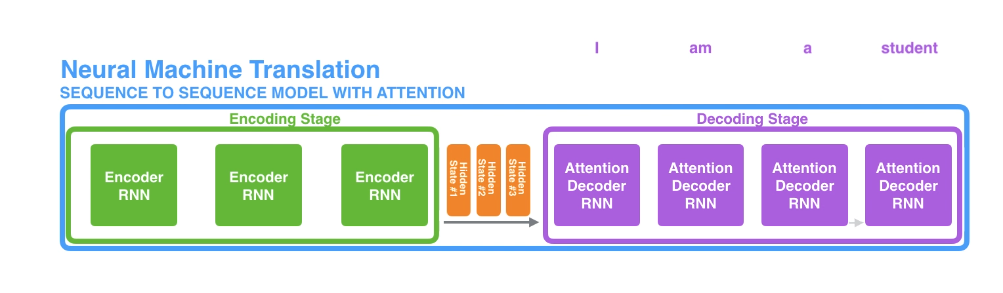 I am a student
Neural Machine Translation
SEQUENCE TO SEQUENCE MODEL WITH ATTENTION
Encoding Stage
Decoding Stage
Encoder
RNN
Encoder
RNN
Encoder
RNN
Hidden
State #1
Hidden
State #2
Hidden
State #3
Attention
Decoder
RNN
Attention
Decoder
RNN
Attention
Decoder
RNN
Attention
Decoder
RNN